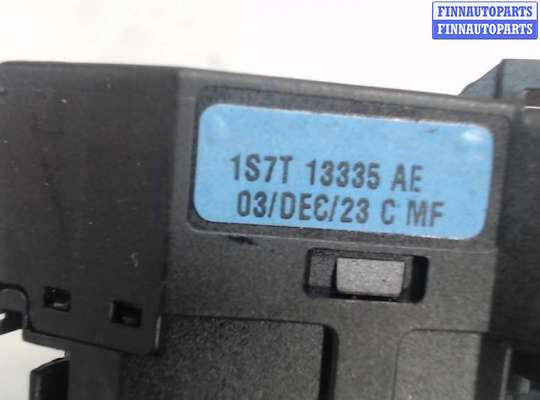 FINNAUTOPARTS
FINNAUTOPARTS
1S7T 13335 AE
03/DEC/23 C MF